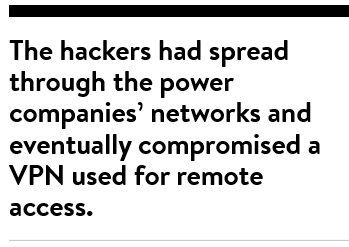 The hackers had spread
through the power
companies’ networks and
eventually compromised a
VPN used for remote
access.